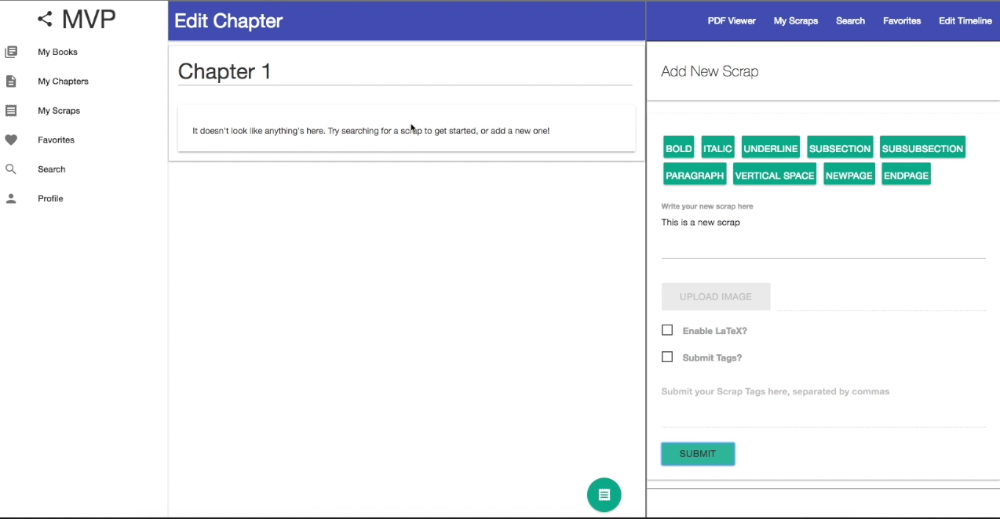 MVP
My Books
My Chapters
My Scraps
Favorites
Search
Profile
Edit Chapter
Chapter 1
It doesn't look like anything's here. Try searching for a scrap to get started, or add a new one!
PDF Viewer My Scraps Search Favorites Edit Timeline
Add New Scrap
BOLD ITALIC UNDERLINE SUBSECTION SUBSUBSECTION
PARAGRAPH VERTICAL SPACE NEWPAGE ENDPAGE
Write your new scrap here
This is a new scrap
UPLOAD IMAGE
Enable LaTeX?
Submit Tags?
Submit your Scrap Tags here, separated by commas
SUBMIT